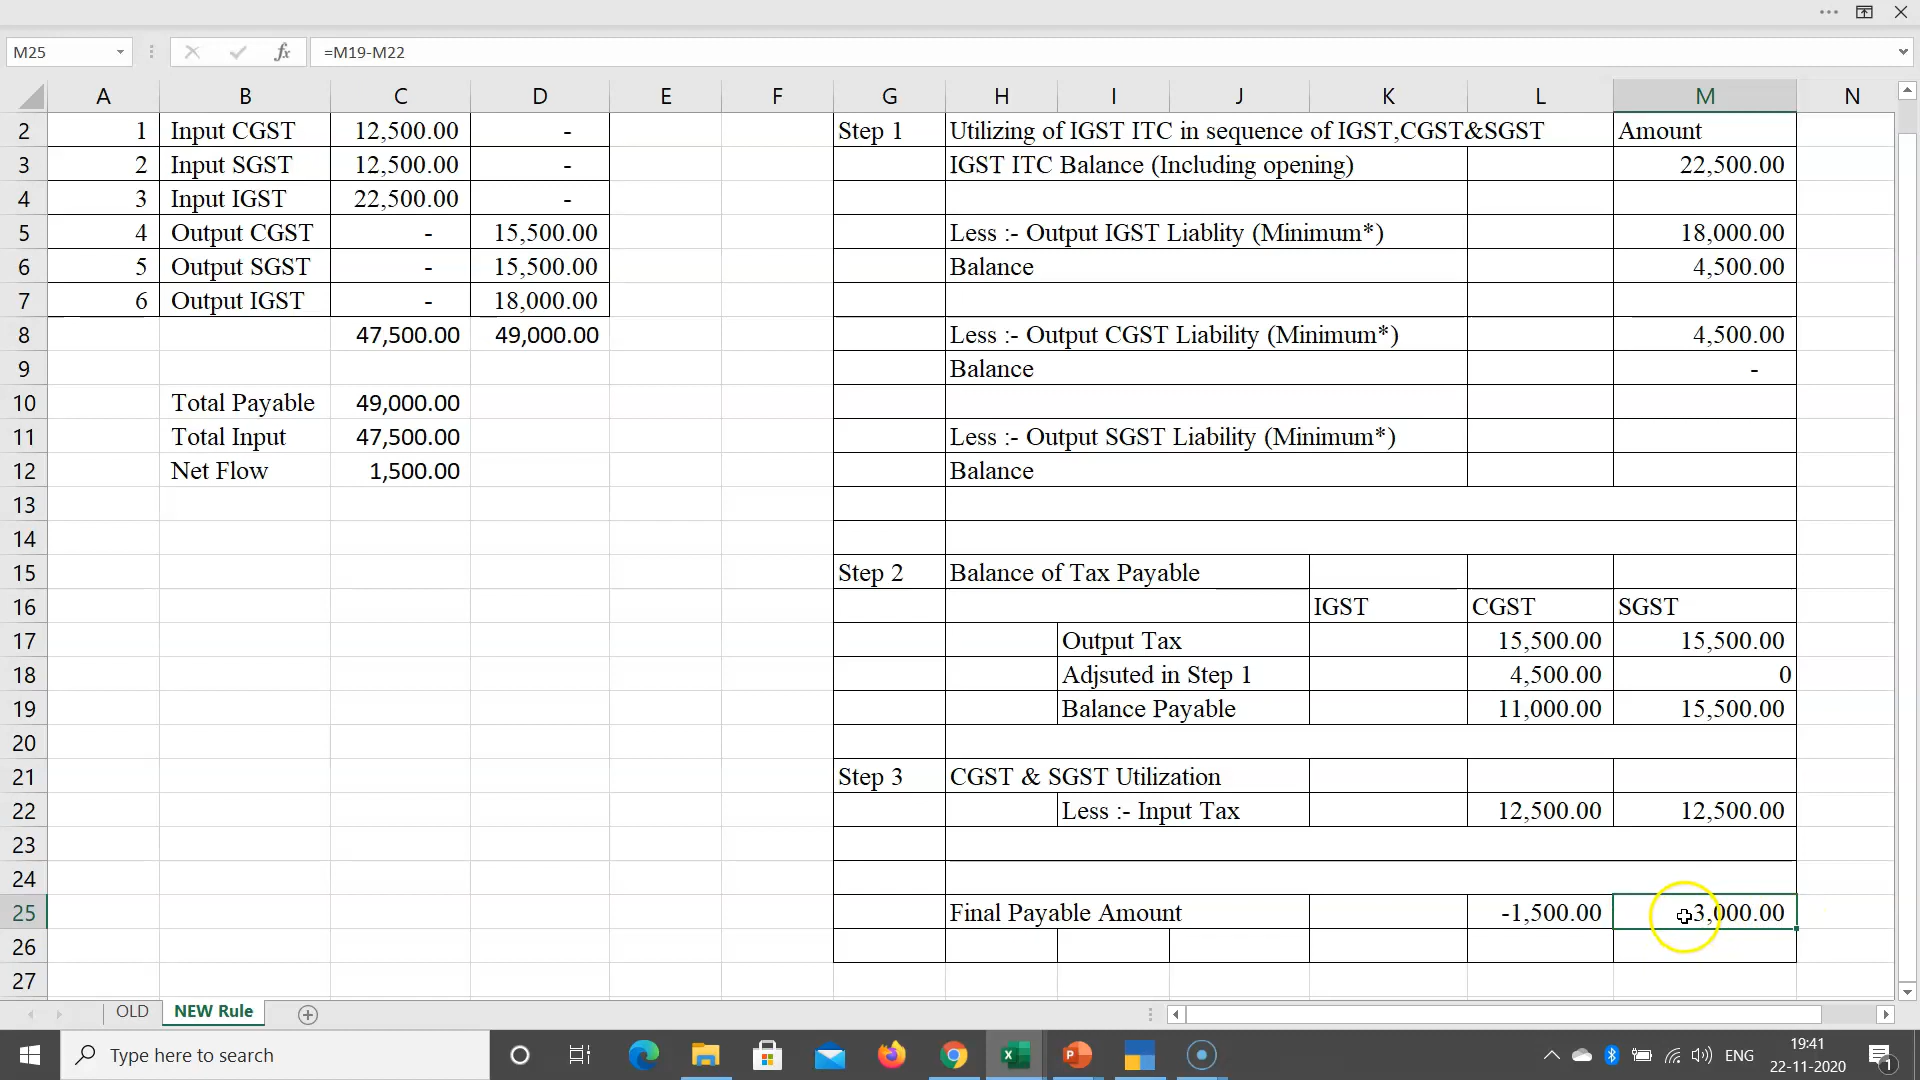 M25 fx =M19-M22
A B C D E F G H I J K L M N
2 1 Input CGST 12,500.00 - Step 1 Utilizing of IGST ITC in sequence of IGST,CGST&SGST Amount
3 2 Input SGST 12,500.00 - IGST ITC Balance (Including opening) 22,500.00
4 3 Input IGST 22,500.00 -
5 4 Output CGST - 15,500.00 Less :- Output IGST Liablity (Minimum*) 18,000.00
6 5 Output SGST - 15,500.00 Balance 4,500.00
7 6 Output IGST - 18,000.00
8 47,500.00 49,000.00 Less :- Output CGST Liability (Minimum*) 4,500.00
9 Balance -
10 Total Payable 49,000.00
11 Total Input 47,500.00 Less :- Output SGST Liability (Minimum*)
12 Net Flow 1,500.00 Balance
13
14
15 Step 2 Balance of Tax Payable
16 IGST CGST SGST
17 Output Tax 15,500.00 15,500.00
18 Adjsuted in Step 1 4,500.00 0
19 Balance Payable 11,000.00 15,500.00
20
21 Step 3 CGST & SGST Utilization
22 Less :- Input Tax 12,500.00 12,500.00
23
24
25 Final Payable Amount -1,500.00 3,000.00
26
27
OLD NEW Rule
Type here to search ENG 19:41
22-11-2020 1